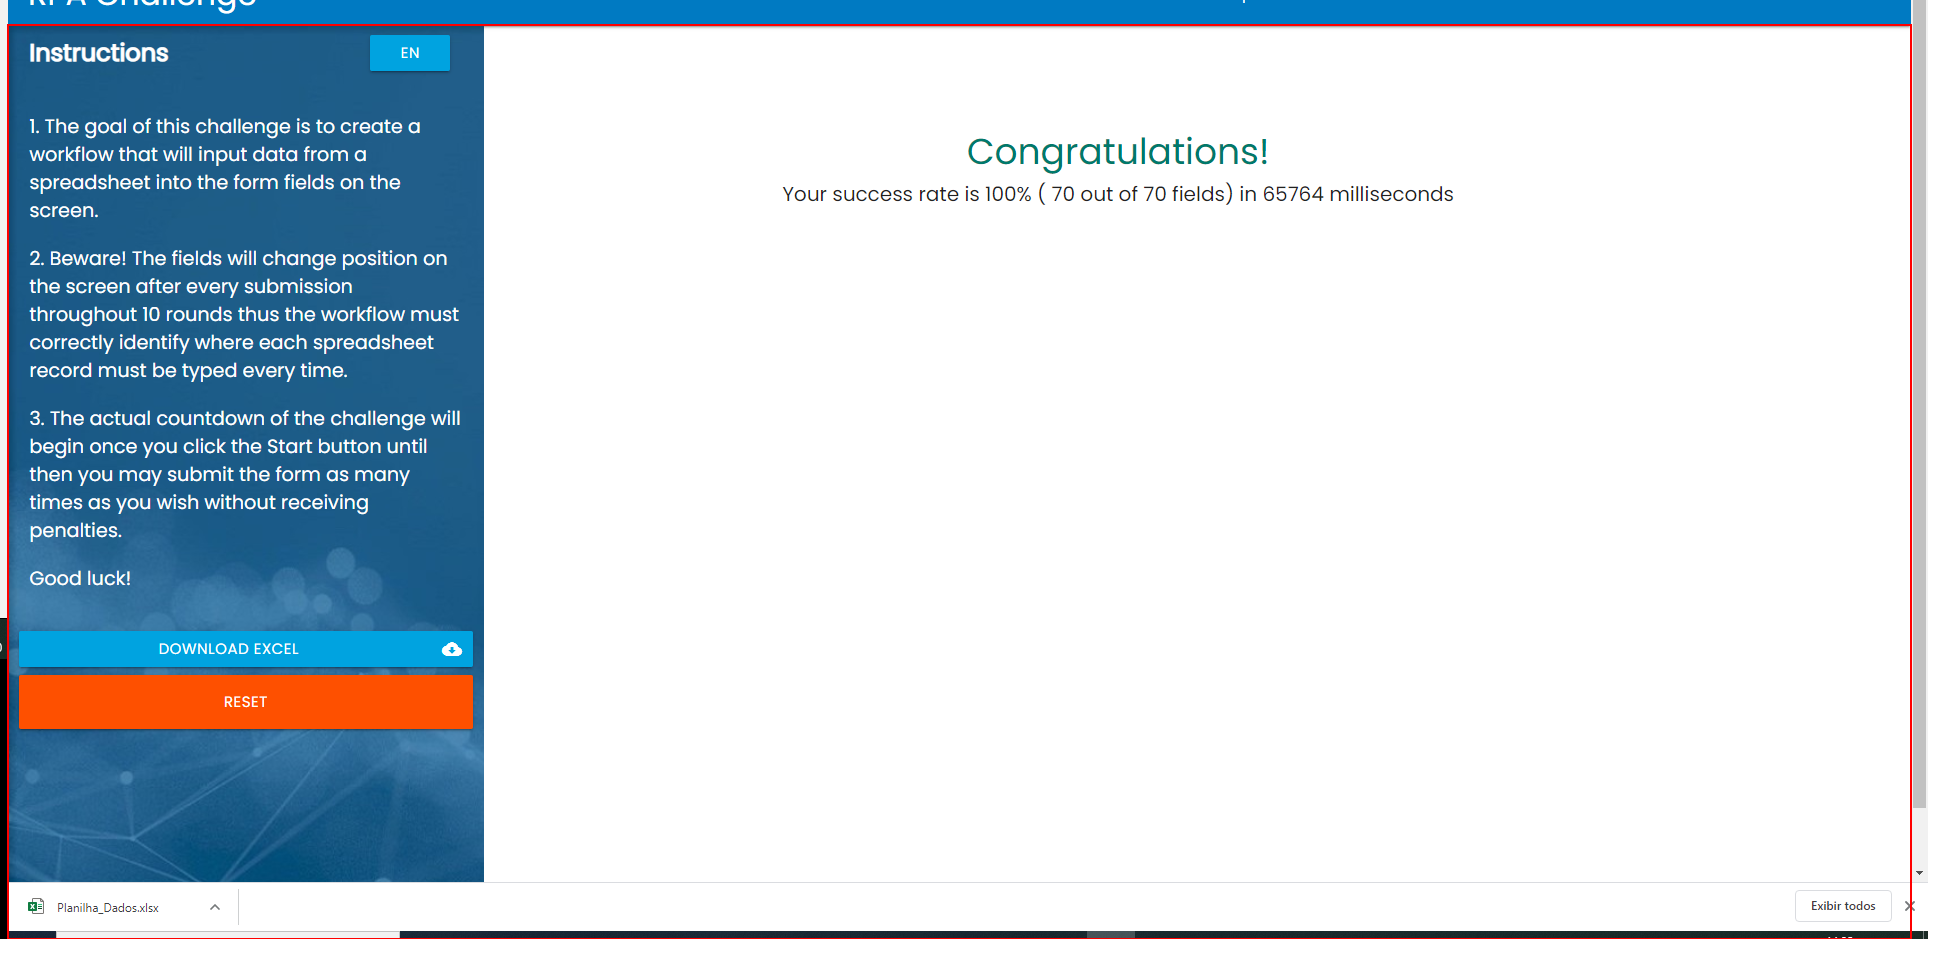 RPA Challenge
Instructions
EN
1. The goal of this challenge is to create a
workflow that will input data from a
spreadsheet into the form fields on the
screen.
2. Beware! The fields will change position on
the screen after every submission
throughout 10 rounds thus the workflow must
correctly identify where each spreadsheet
record must be typed every time.
3. The actual countdown of the challenge will
begin once you click the Start button until
then you may submit the form as many
times as you wish without receiving
penalties.
Good luck!
DOWNLOAD EXCEL
RESET
Congratulations!
Your success rate is 100% ( 70 out of 70 fields) in 65764 milliseconds
Planilha_Dados.xlsx
Exibir todos